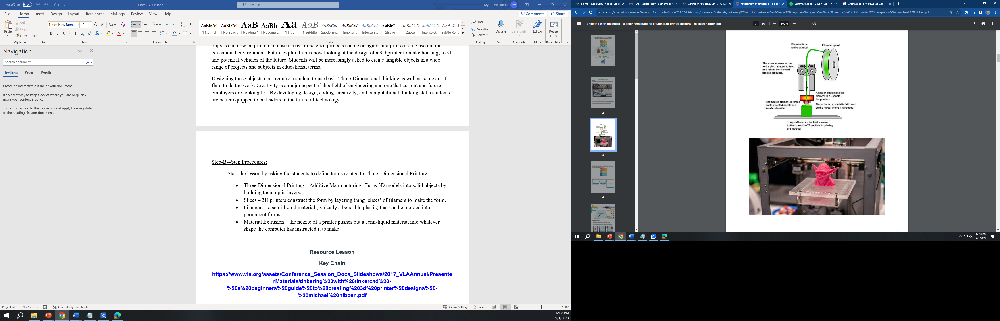 AutoSave Off
TinkerCAD lesson
Search
Bryan Westman BW
File Home Insert Design Layout References Mailings Review View Help
Comments Share
Paste
Cut
Copy
Format Painter
Clipboard
Times New Romar 12
Font
Paragraph
AaBbCcI AaBbCcI AaB AaBb Aa AaB AaBbCcL AaBbCcL AaBbCcL AaBbCcI AaBbCcL AaBbCcL AABBCCI
¶ Normal ¶ No Spac... ¶ Heading 1 ¶ Heading 2 ¶ Title ¶ Subtitle Subtle Em... Emphasis Intense E... Strong Quote Intense Q... Subtle Ref...
Styles
Find
Replace
Select
Editing
Dictate
Voice
Sensitivity
Sensitivity
Editor
Editor
Reuse
Files
Reuse Files
Navigation
Search document
Headings Pages Results
Create an interactive outline of your document.
It's a great way to keep track of where you are or quickly
move your content around.
To get started, go to the Home tab and apply Heading styles
to the headings in your document.
objects can now be printed and used. Toys or science projects can be designed and printed to be used in the
educational environment. Future exploration is now looking at the design of a 3D printer to make housing, food,
and potential vehicles of the future. Students will be increasingly asked to create tangible objects in a wide
range of projects and subjects in educational terms.
Designing these objects does require a student to use basic Three-Dimensional thinking as well as some artistic
flare to do the work. Creativity is a major aspect of this field of engineering and one that current and future
employers are looking for. By developing design, coding, creativity, and computational thinking skills students
are better equipped to be leaders in the future of technology.
Step-By-Step Procedures:
1. Start the lesson by asking the students to define terms related to Three- Dimensional Printing.
• Three-Dimensional Printing – Additive Manufacturing- Turns 3D models into solid objects by
building them up in layers.
• Slices – 3D printers construct the form by layering thing ‘slices’ of filament to make the form.
• Filament – a semi-liquid material (typically a bendable plastic) that can be molded into
permanent forms.
• Material Extrusion – the nozzle of a printer pushes out a semi-liquid material into whatever
shape the computer has instructed it to make.
Resource Lesson
Key Chain
https://www.vla.org/assets/Conference_Session_Docs_Slideshows/2017_VLAAnnual/Presente
rMaterials/tinkering%20with%20tinkercad%20-
%20a%20beginners%20guide%20to%20creating%203d%20printer%20designs%20-
%20michael%20hibben.pdf
Page 4 of 9 2277 words Accessibility: Investigate
Display Settings Focus 120%
12:58 PM
9/1/2023
Home - Rock Canyon High Schoo
Fwd: Register Now! September
Course Modules: 23-24-S1-CTE
tinkering with tinkercad - a begin
Summer Night • Devon Rea
Create a Balloon Powered Car
vla.org/assets/Conference_Session_Docs_Slideshows/2017_VLAAnnual/PresenterMaterials/tinkering%20with%20tinkercad%20-%20a%20beginners%20guide%20to%20creating%203d%20printer%20designs%20-%20michael%20hibben.pdf
tinkering with tinkercad - a beginners guide to creating 3d printer designs - michael hibben.pdf
3 / 20
100%
1
2
3
4
Filament is led
to the extruder
Filament spool
The extruder uses torque
and a pinch system to feed
and retract the filament
precise amounts.
A heater block melts the
filament to a useable
temperature.
The heated filament is forced
out the heated nozzle at a
smaller diameter
The extruded material is laid down
on the model where it is needed.
The print head and/or bed is moved
to the correct X/Y/Z position for placing
the material
12:58 PM
9/1/2023